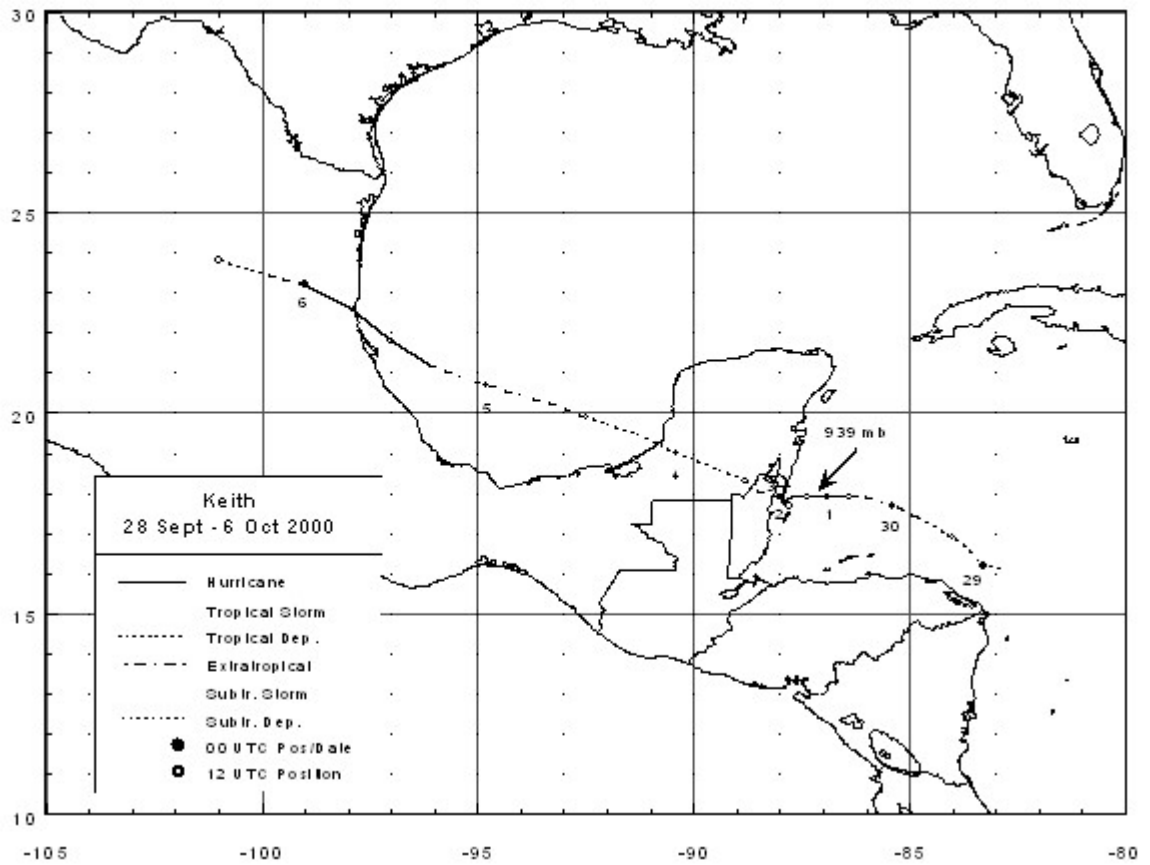 30
25
20
15
10
6
5
4
939 mb
2
1
30
29
Keith
28 Sept - 6 Oct 2000
Hurricane
Tropical Storm
Tropical Dep.
Extratropical
Subtr. Storm
Subtr. Dep.
00 UTC Pos/Date
12 UTC Position
-105
-100
-95
-90
-85
-80